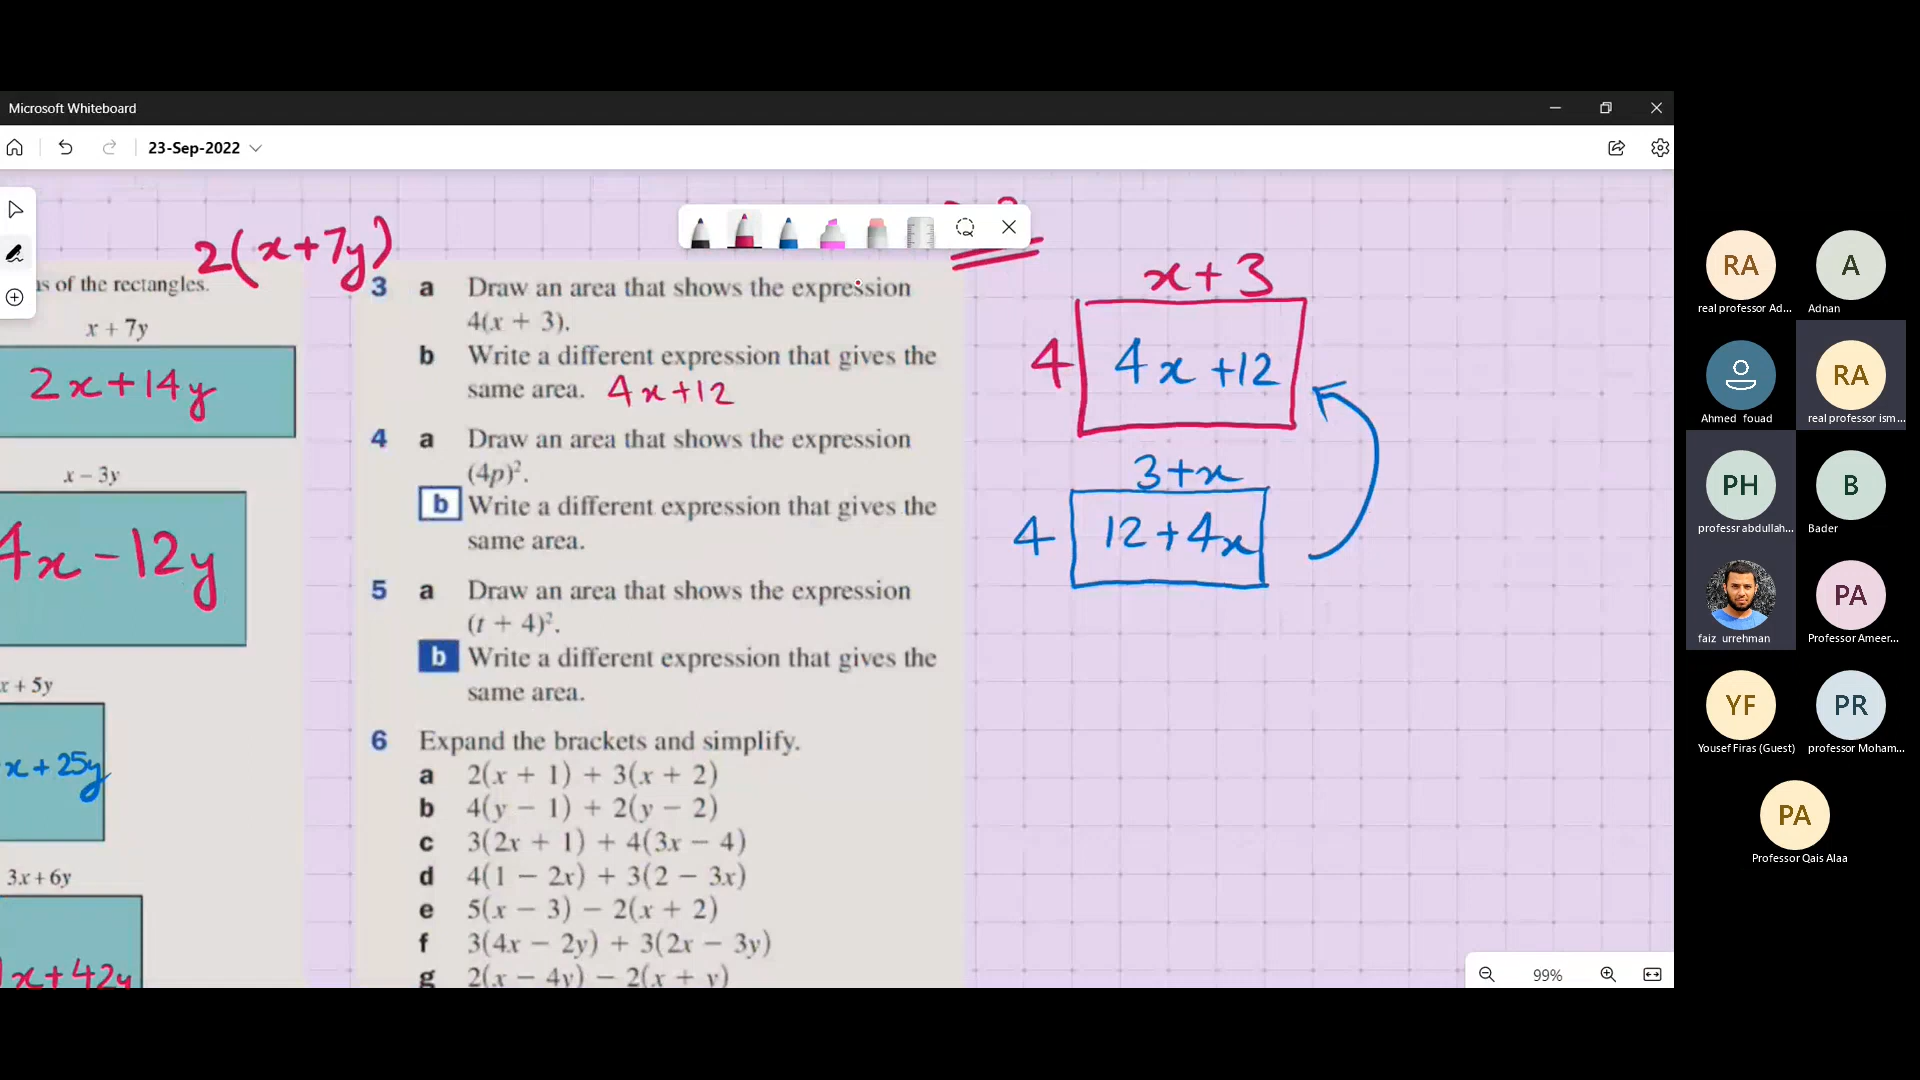 Microsoft Whiteboard
23-Sep-2022
2(x+7y)
s of the rectangles.
x + 7y
2x+14y
x – 3y
4x-12y
x + 5y
x+25y
3x + 6y
x+42y
3 a Draw an area that shows the expression
4(x + 3).
b Write a different expression that gives the
same area. 4x+12
4 a Draw an area that shows the expression
(4p)².
b Write a different expression that gives the
same area.
5 a Draw an area that shows the expression
(t + 4)².
b Write a different expression that gives the
same area.
6 Expand the brackets and simplify.
a 2(x + 1) + 3(x + 2)
b 4(y – 1) + 2(y – 2)
c 3(2x + 1) + 4(3x – 4)
d 4(1 – 2x) + 3(2 – 3x)
e 5(x – 3) – 2(x + 2)
f 3(4x – 2y) + 3(2x – 3y)
g 2(x – 4y) – 2(x + y)
x+3
4 4x+12
3+x
4 12+4x
99%
RA
real professor Ad...
A
Adnan
Ahmed fouad
RA
real professor ism...
PH
professr abdullah...
B
Bader
faiz urrehman
PA
Professor Ameer...
YF
Yousef Firas (Guest)
PR
professor Moham...
PA
Professor Qais Alaa